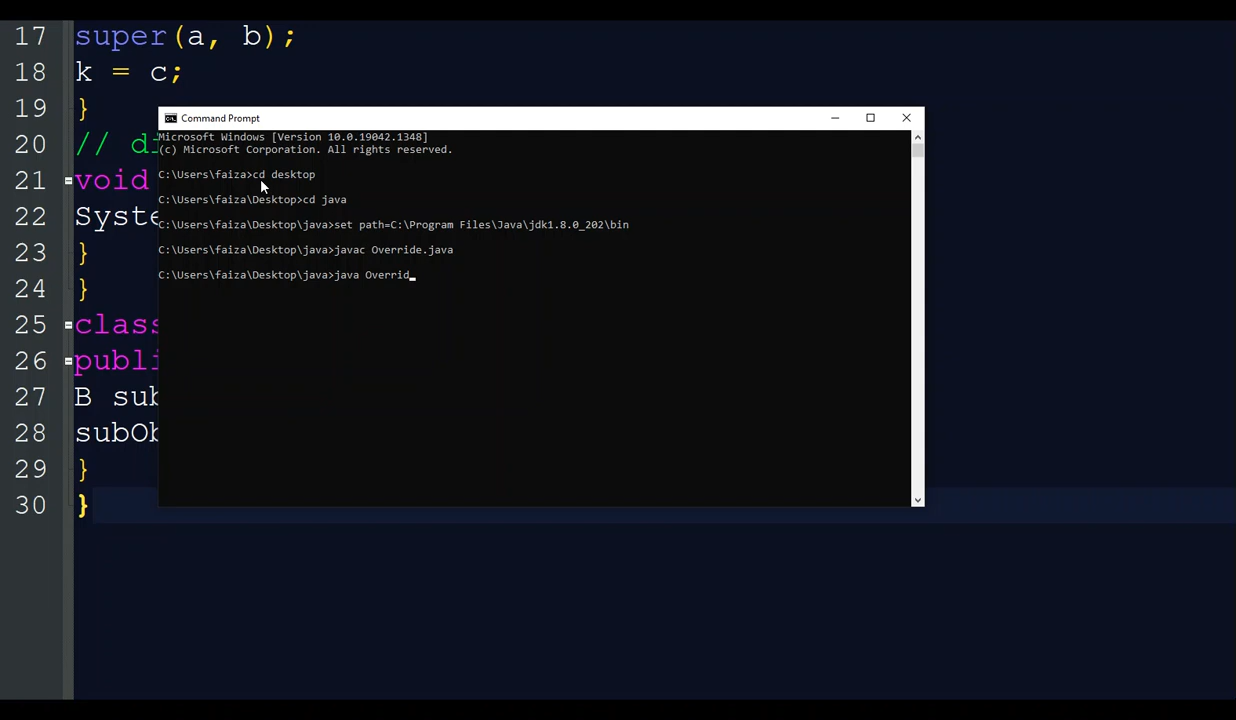 17 super(a, b);
18 k = c;
19 }
Command Prompt
20 // di
Microsoft Windows [Version 10.0.19042.1348]
(c) Microsoft Corporation. All rights reserved.
21 void
C:\Users\faiza>cd desktop
22 Syste
C:\Users\faiza\Desktop>cd java
C:\Users\faiza\Desktop\java>set path=C:\Program Files\Java\jdk1.8.0_202\bin
23 }
C:\Users\faiza\Desktop\java>javac Override.java
24 }
C:\Users\faiza\Desktop\java>java Overrid_
25 class
26 publi
27 B sub
28 subOb
29 }
30 }